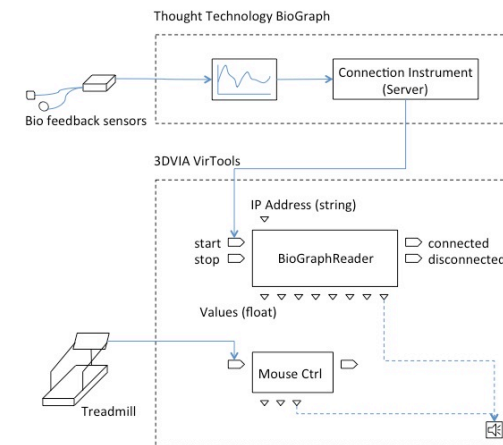 Thought Technology BioGraph
Connection Instrument
(Server)
Bio feedback sensors
3DVIA VirTools
IP Address (string)
start
stop
BioGraphReader
connected
disconnected
Values (float)
Mouse Ctrl
Treadmill